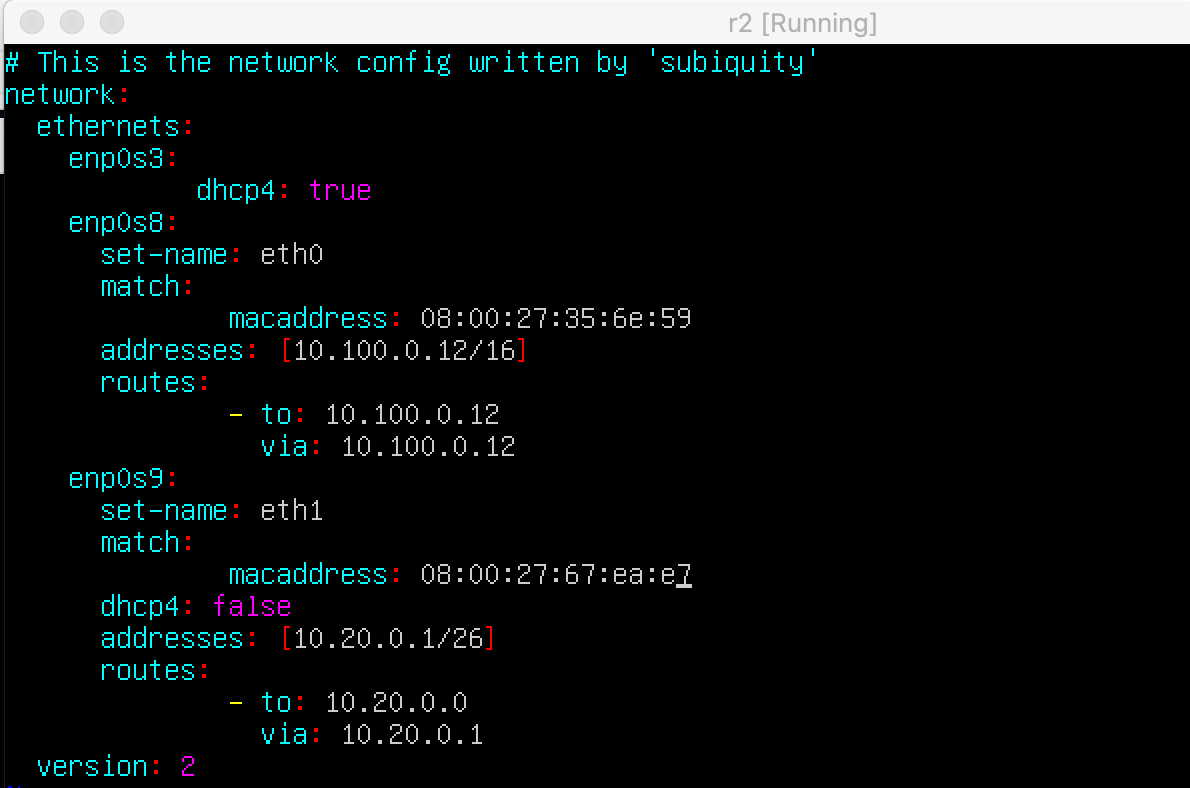 r2 [Running]
# This is the network config written by 'subiquity'
network:
  ethernets:
    enp0s3:
            dhcp4: true
    enp0s8:
      set-name: eth0
      match:
              macaddress: 08:00:27:35:6e:59
      addresses: [10.100.0.12/16]
      routes:
              - to: 10.100.0.12
                via: 10.100.0.12
    enp0s9:
      set-name: eth1
      match:
              macaddress: 08:00:27:67:ea:e7
      dhcp4: false
      addresses: [10.20.0.1/26]
      routes:
              - to: 10.20.0.0
                via: 10.20.0.1
  version: 2